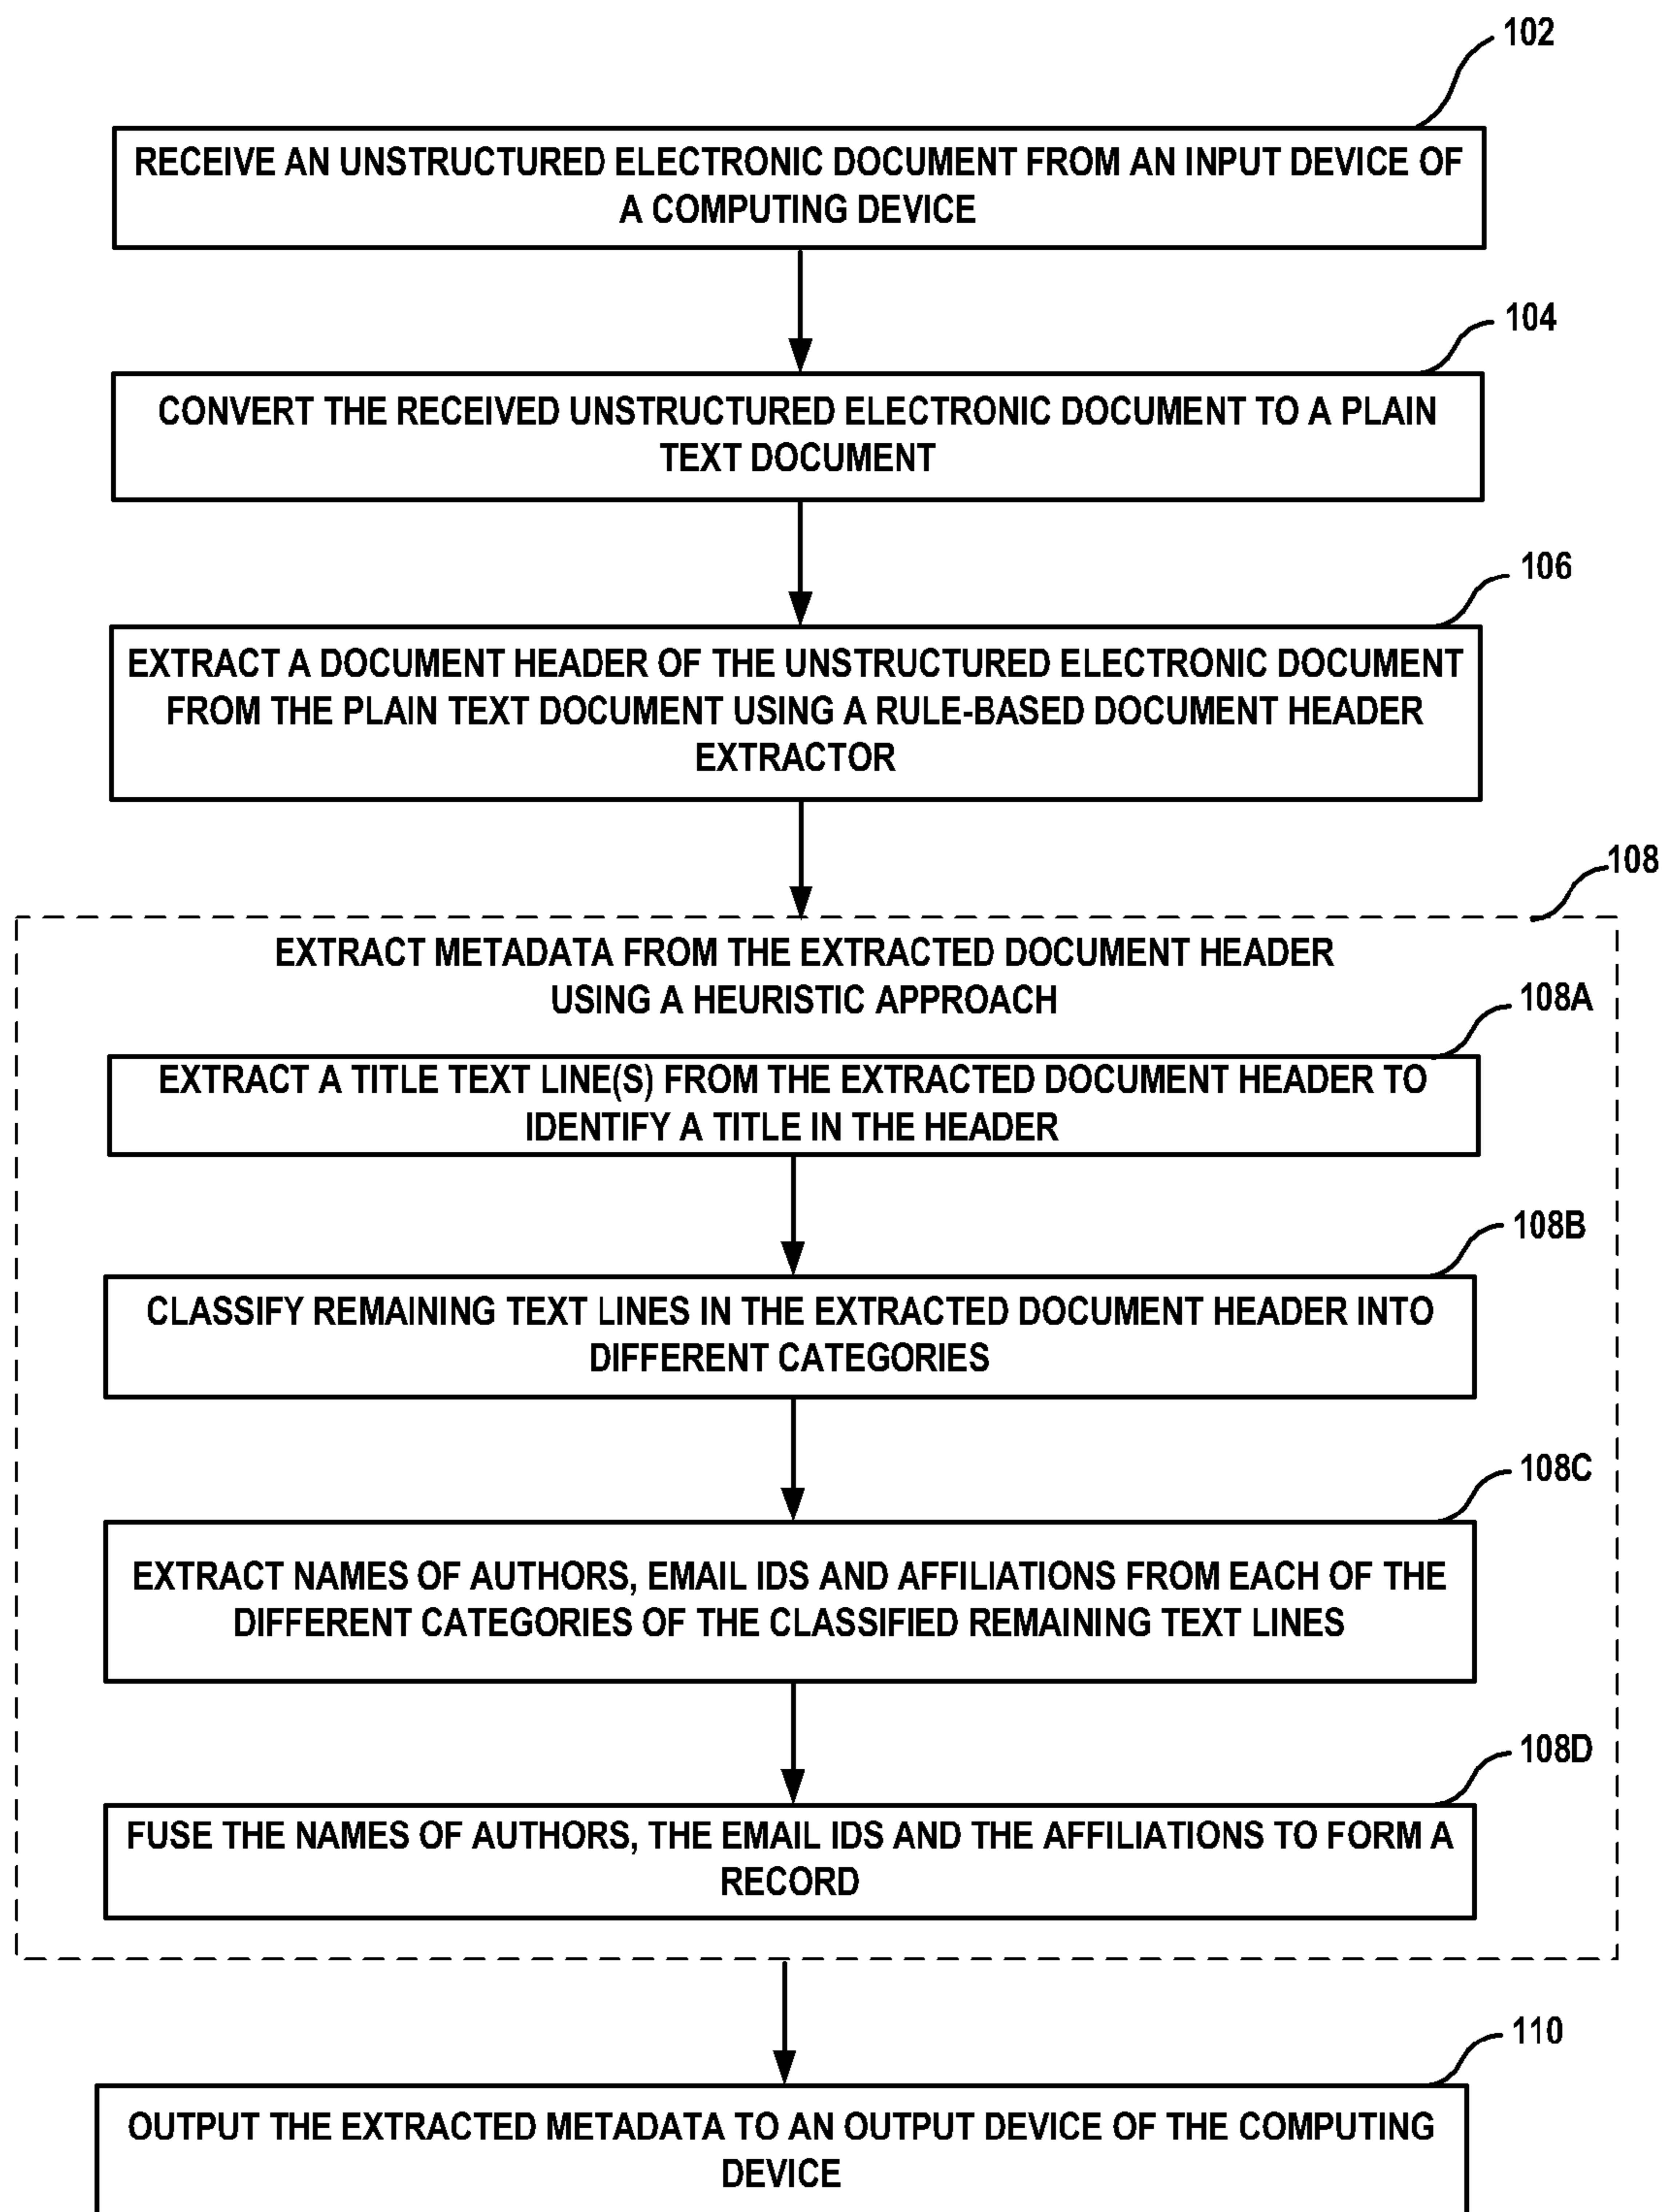 102
RECEIVE AN UNSTRUCTURED ELECTRONIC DOCUMENT FROM AN INPUT DEVICE OF
A COMPUTING DEVICE
104
CONVERT THE RECEIVED UNSTRUCTURED ELECTRONIC DOCUMENT TO A PLAIN
TEXT DOCUMENT
106
EXTRACT A DOCUMENT HEADER OF THE UNSTRUCTURED ELECTRONIC DOCUMENT
FROM THE PLAIN TEXT DOCUMENT USING A RULE-BASED DOCUMENT HEADER
EXTRACTOR
108
EXTRACT METADATA FROM THE EXTRACTED DOCUMENT HEADER
USING A HEURISTIC APPROACH
108A
EXTRACT A TITLE TEXT LINE(S) FROM THE EXTRACTED DOCUMENT HEADER TO
IDENTIFY A TITLE IN THE HEADER
108B
CLASSIFY REMAINING TEXT LINES IN THE EXTRACTED DOCUMENT HEADER INTO
DIFFERENT CATEGORIES
108C
EXTRACT NAMES OF AUTHORS, EMAIL IDS AND AFFILIATIONS FROM EACH OF THE
DIFFERENT CATEGORIES OF THE CLASSIFIED REMAINING TEXT LINES
108D
FUSE THE NAMES OF AUTHORS, THE EMAIL IDS AND THE AFFILIATIONS TO FORM A
RECORD
110
OUTPUT THE EXTRACTED METADATA TO AN OUTPUT DEVICE OF THE COMPUTING
DEVICE